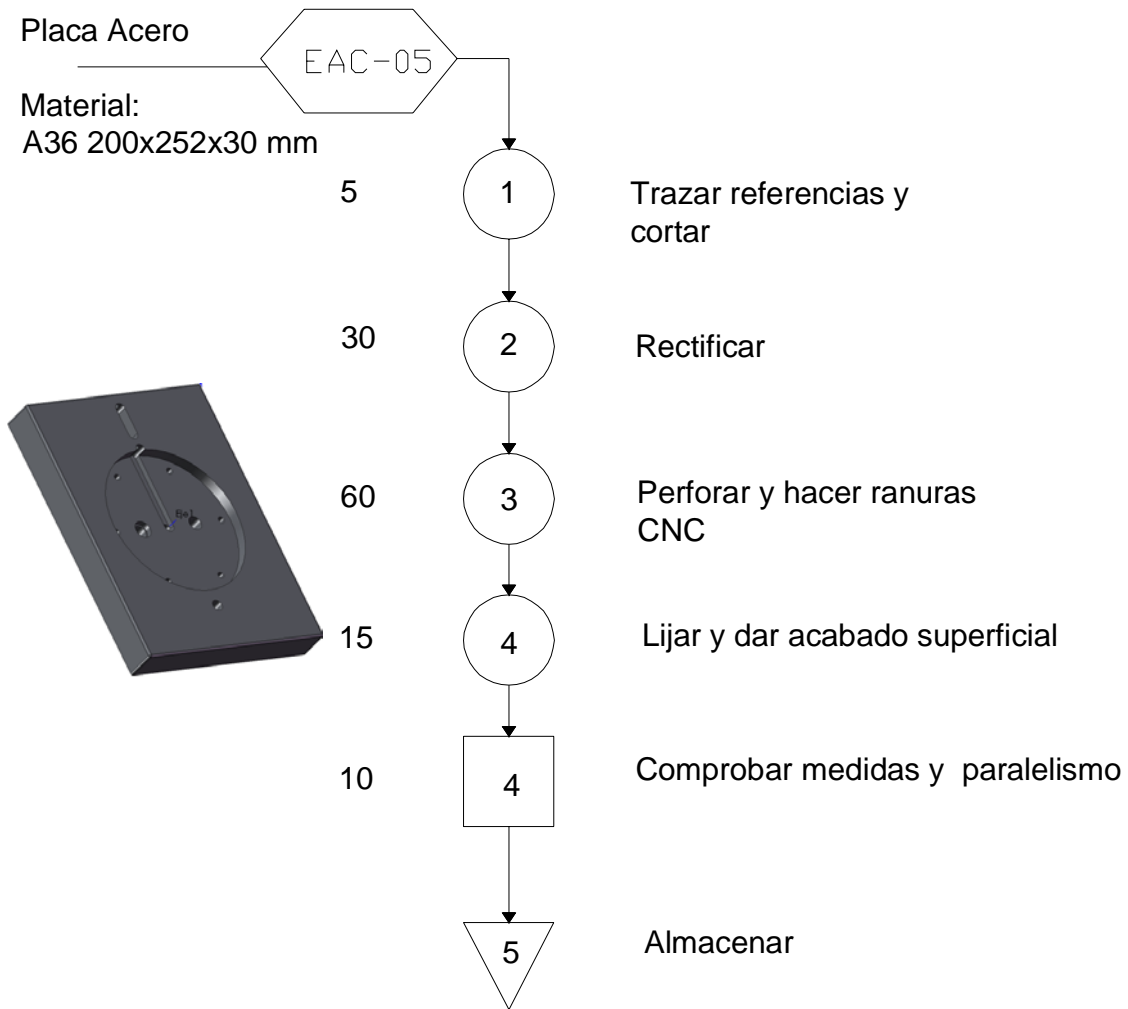 Placa Acero
EAC-05
Material:
A36 200x252x30 mm
5
1
Trazar referencias y
cortar
30
2
Rectificar
60
3
Perforar y hacer ranuras
CNC
15
4
Lijar y dar acabado superficial
10
4
Comprobar medidas y paralelismo
5
Almacenar